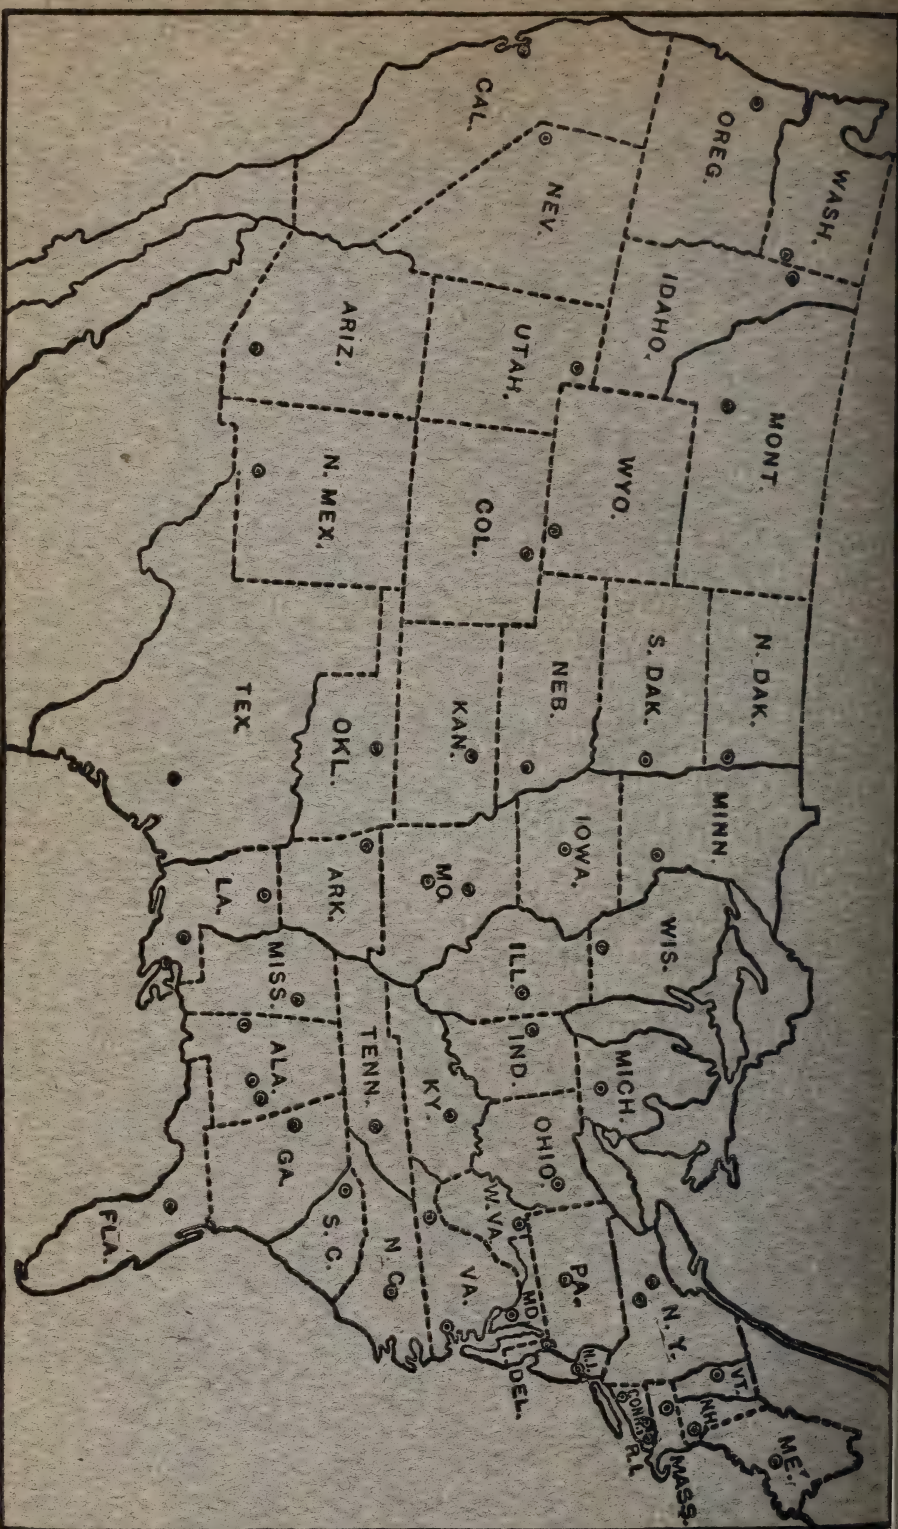 WASH.
OREG.
CAL.
NEV.
IDAHO.
MONT.
UTAH.
ARIZ.
WYO.
COL.
N. MEX.
N. DAK.
S. DAK.
NEB.
KAN.
OKL.
TEX.
MINN.
IOWA.
MO.
ARK.
LA.
WIS.
ILL.
MICH.
IND.
OHIO.
KY.
TENN.
MISS.
ALA.
GA.
FLA.
S. C.
N. C.
VA.
W. VA.
PA.
MD
DEL.
N.J.
N. Y.
VT.
N.H.
ME.
MASS.
CONN.
R.I.